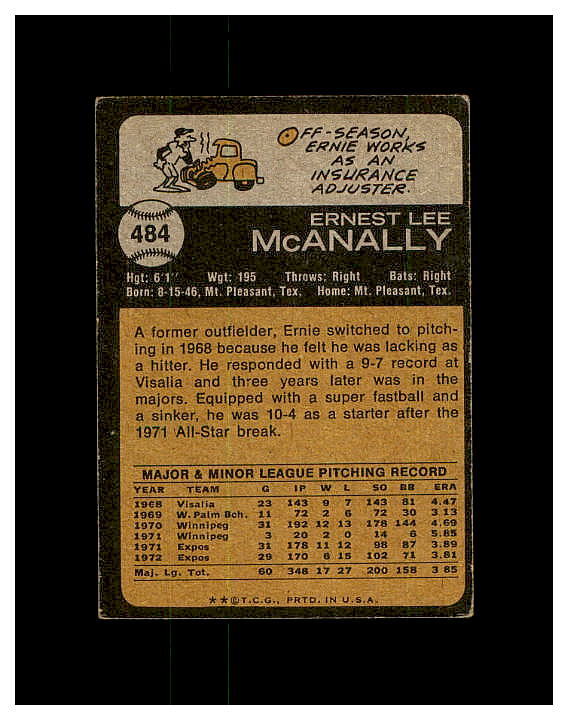 OFF-SEASON,
ERNIE WORKS
AS AN
INSURANCE
ADJUSTER.
484
ERNEST LEE
McANALLY
Hgt: 6'1" Wgt: 195 Throws: Right Bats: Right
Born: 8-15-46, Mt. Pleasant, Tex. Home: Mt. Pleasant, Tex.
A former outfielder, Ernie switched to pitch-
ing in 1968 because he felt he was lacking as
a hitter. He responded with a 9-7 record at
Visalia and three years later was in the
majors. Equipped with a super fastball and
a sinker, he was 10-4 as a starter after the
1971 All-Star break.
MAJOR & MINOR LEAGUE PITCHING RECORD
YEAR TEAM G IP W L SO BB ERA
1968 Visalia 23 143 9 7 143 81 4.47
1969 W. Palm Bch. 11 72 2 6 72 30 3.13
1970 Winnipeg 31 192 12 13 178 144 4.69
1971 Winnipeg 3 20 2 0 14 6 5.85
1971 Expos 31 178 11 12 98 87 3.89
1972 Expos 29 170 6 15 102 71 3.81
Maj. Lg. Tot. 60 348 17 27 200 158 3.85
**©T.C.G., PRTD. IN U.S.A.